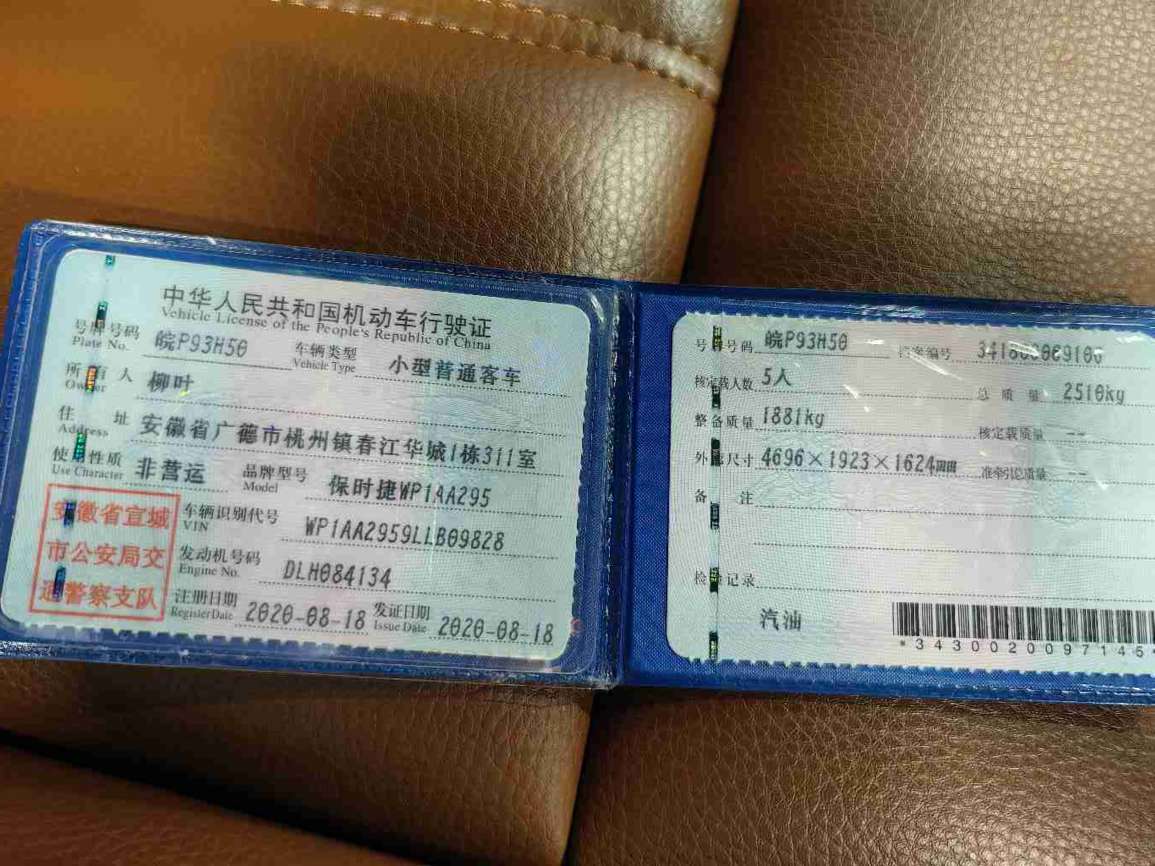 中华人民共和国机动车行驶证
Vehicle License of the People's Republic of China
号牌号码 皖P93H50 车辆类型 小型普通客车
Plate No. Vehicle Type
所有人 柳叶
Owner
住址 安徽省广德市桃州镇春江华城1栋311室
Address
使用性质 非营运 品牌型号 保时捷WP1AA295
Use Character Model
安徽省宣城
市公安局交
通警察支队
车辆识别代号 WP1AA2959LLB09828
VIN
发动机号码 DLH084134
Engine No.
注册日期 2020-08-18 发证日期 2020-08-18
Register Date Issue Date
号牌号码 皖P93H50 档案编号
核定载人数 5人 总质量 2510kg
整备质量 1881kg 核定载质量 --
外廓尺寸 4696×1923×1624mm 准牵引总质量 --
备注
检验记录
汽油
*3430020097145